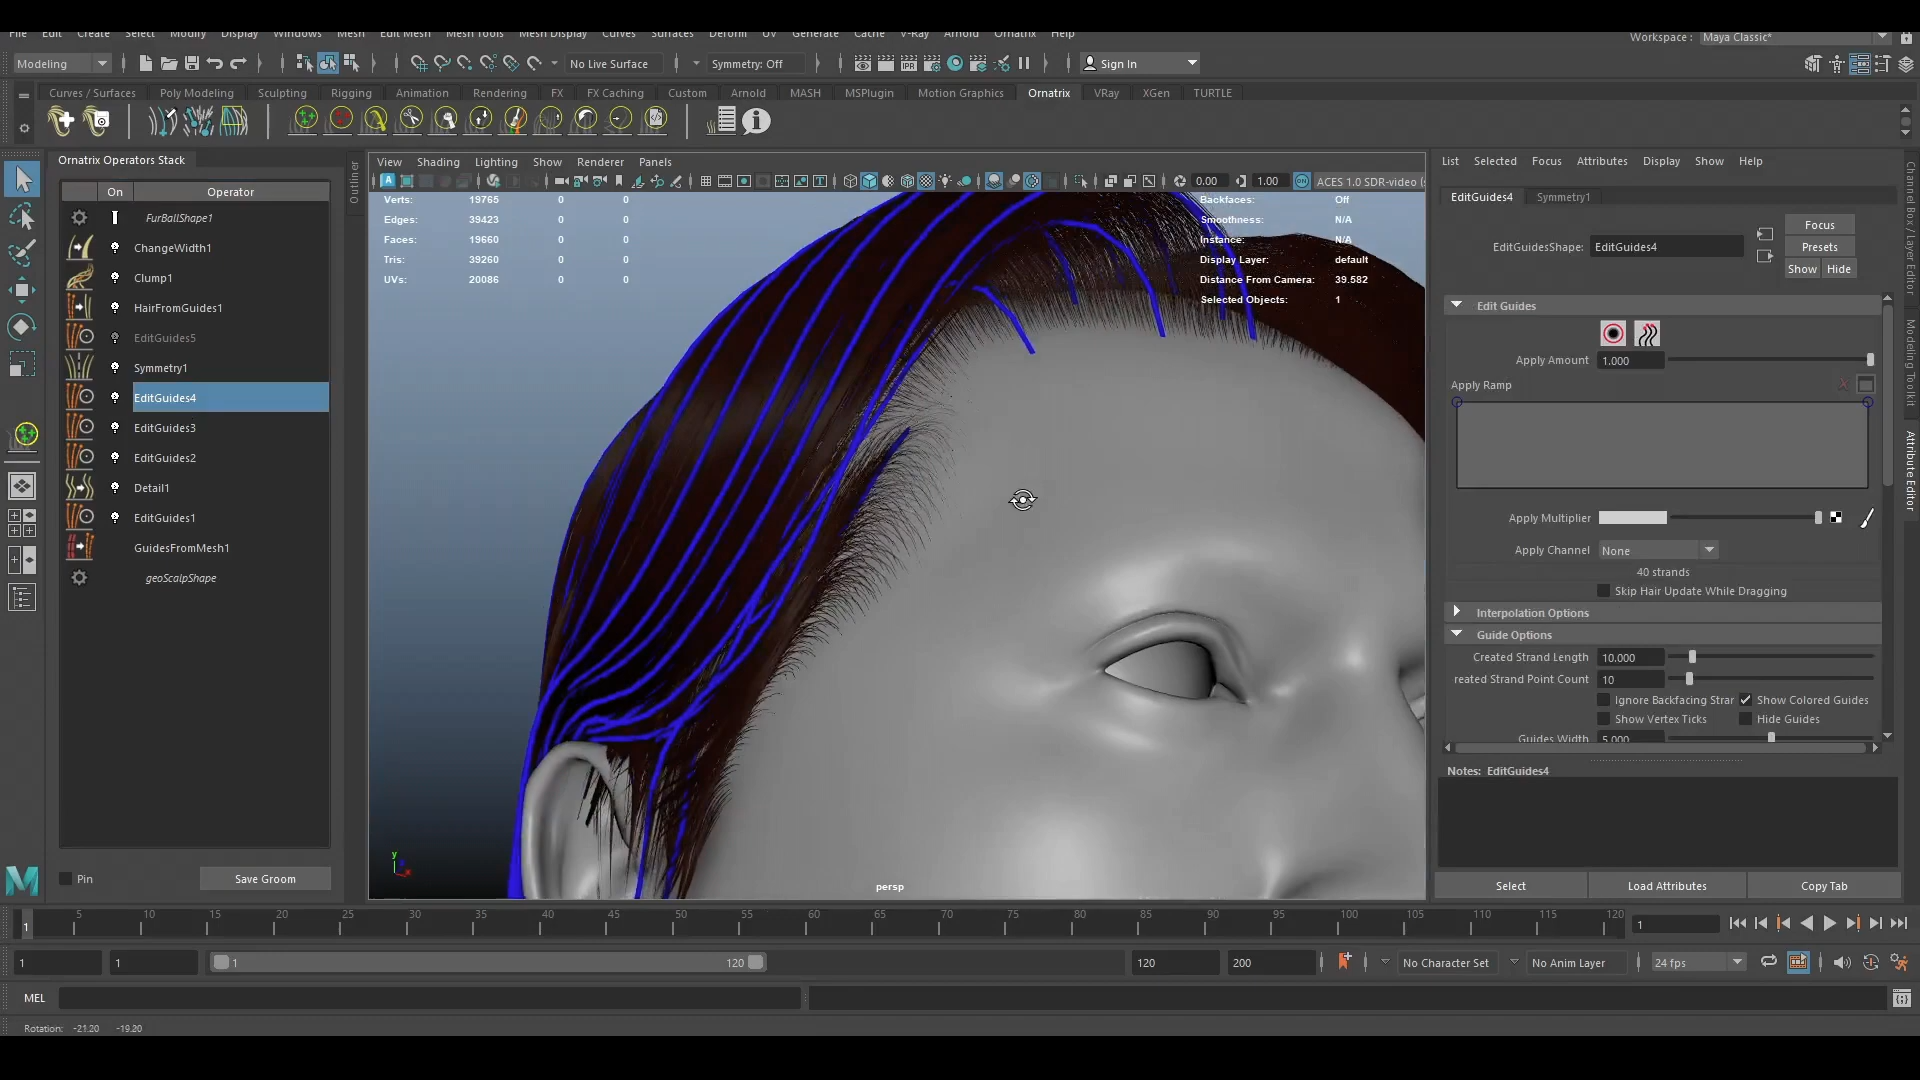 File Edit Create Select Modify Display Windows Mesh Edit Mesh Mesh Tools Mesh Display Curves Surfaces Deform UV Generate Cache V-Ray Arnold Ornatrix Help
Workspace : Maya Classic*
Modeling
No Live Surface
Symmetry: Off
Sign In
Curves / Surfaces Poly Modeling Sculpting Rigging Animation Rendering FX FX Caching Custom Arnold MASH MSPlugin Motion Graphics Ornatrix VRay XGen TURTLE
IPR
Ornatrix Operators Stack
On Operator
FurBallShape1
ChangeWidth1
Clump1
HairFromGuides1
EditGuides5
Symmetry1
EditGuides4
EditGuides3
EditGuides2
Detail1
EditGuides1
GuidesFromMesh1
geoScalpShape
Pin
Save Groom
Outliner
View Shading Lighting Show Renderer Panels
0.00
1.00
ACES 1.0 SDR-video (
Verts: 19765 0 0
Edges: 39423 0 0
Faces: 19660 0 0
Tris: 39260 0 0
UVs: 20086 0 0
Backfaces: Off
Smoothness: N/A
Instance: N/A
Display Layer: default
Distance From Camera: 39.582
Selected Objects: 1
y
persp
List Selected Focus Attributes Display Show Help
EditGuides4 Symmetry1
EditGuidesShape: EditGuides4
Focus
Presets
Show Hide
Edit Guides
Apply Amount 1.000
Apply Ramp
Apply Multiplier
Apply Channel None
40 strands
Skip Hair Update While Dragging
Interpolation Options
Guide Options
Created Strand Length 10.000
reated Strand Point Count 10
Ignore Backfacing Strar Show Colored Guides
Show Vertex Ticks Hide Guides
Guides Width 5.000
Notes: EditGuides4
Select
Load Attributes
Copy Tab
Channel Box / Layer Editor
Modeling Toolkit
Attribute Editor
1 5 10 15 20 25 30 35 40 45 50 55 60 65 70 75 80 85 90 95 100 105 110 115 120
1
1
1
1
120
120
200
No Character Set
No Anim Layer
24 fps
MEL
Rotation: -21.20 -19.20